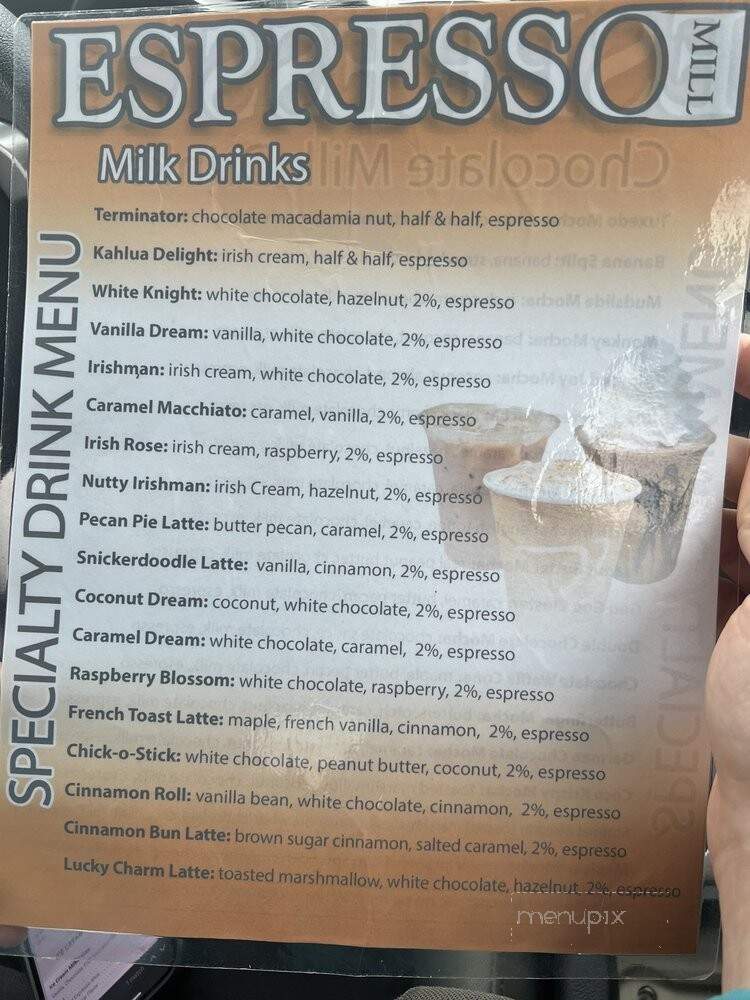 ESPRESSO
MILL
Milk Drinks
SPECIALTY DRINK MENU
Terminator: chocolate macadamia nut, half & half, espresso
Kahlua Delight: irish cream, half & half, espresso
White Knight: white chocolate, hazelnut, 2%, espresso
Vanilla Dream: vanilla, white chocolate, 2%, espresso
Irishman: irish cream, white chocolate, 2%, espresso
Caramel Macchiato: caramel, vanilla, 2%, espresso
Irish Rose: irish cream, raspberry, 2%, espresso
Nutty Irishman: irish Cream, hazelnut, 2%, espresso
Pecan Pie Latte: butter pecan, caramel, 2%, espresso
Snickerdoodle Latte: vanilla, cinnamon, 2%, espresso
Coconut Dream: coconut, white chocolate, 2%, espresso
Caramel Dream: white chocolate, caramel, 2%, espresso
Raspberry Blossom: white chocolate, raspberry, 2%, espresso
French Toast Latte: maple, french vanilla, cinnamon, 2%, espresso
Chick-o-Stick: white chocolate, peanut butter, coconut, 2%, espresso
Cinnamon Roll: vanilla bean, white chocolate, cinnamon, 2%, espresso
Cinnamon Bun Latte: brown sugar cinnamon, salted caramel, 2%, espresso
Lucky Charm Latte: toasted marshmallow, white chocolate, hazelnut, 2%, espresso
menupix